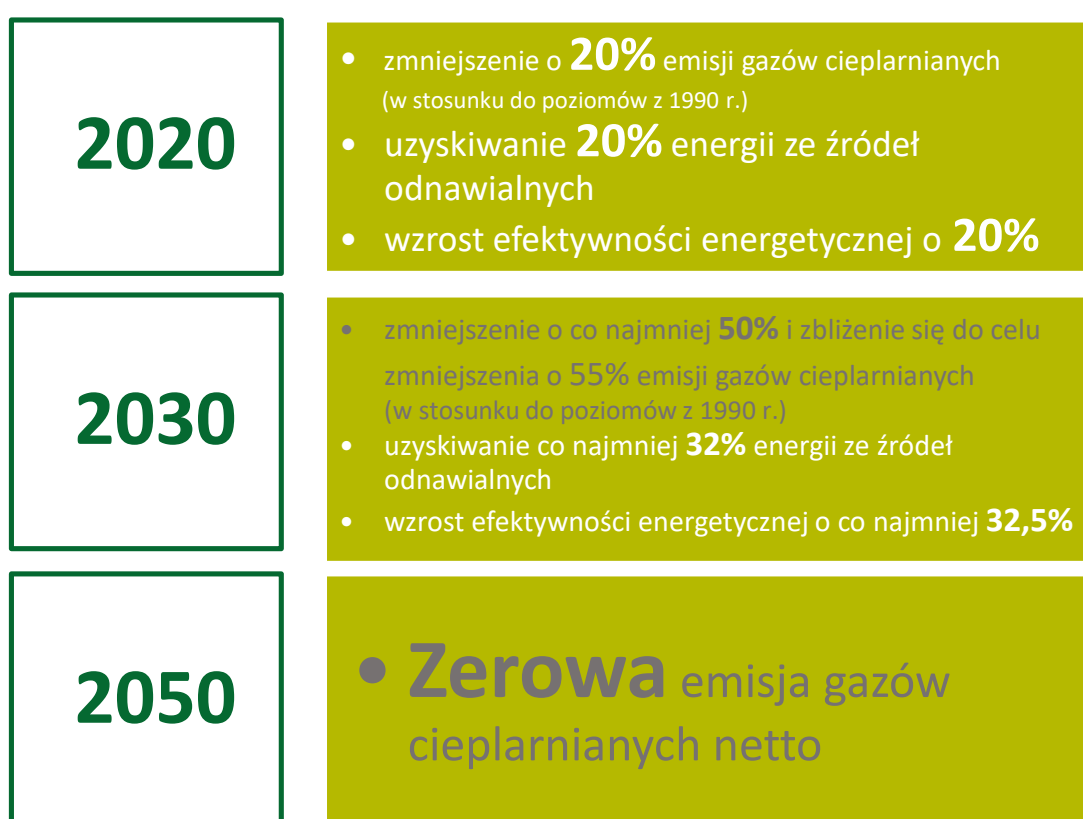 2020
• zmniejszenie o 20% emisji gazów cieplarnianych
(w stosunku do poziomów z 1990 r.)
• uzyskiwanie 20% energii ze źródeł
odnawialnych
• wzrost efektywności energetycznej o 20%
2030
• zmniejszenie o co najmniej 50% i zbliżenie się do celu
zmniejszenia o 55% emisji gazów cieplarnianych
(w stosunku do poziomów z 1990 r.)
• uzyskiwanie co najmniej 32% energii ze źródeł
odnawialnych
• wzrost efektywności energetycznej o co najmniej 32,5%
2050
• Zerowa emisja gazów
cieplarnianych netto